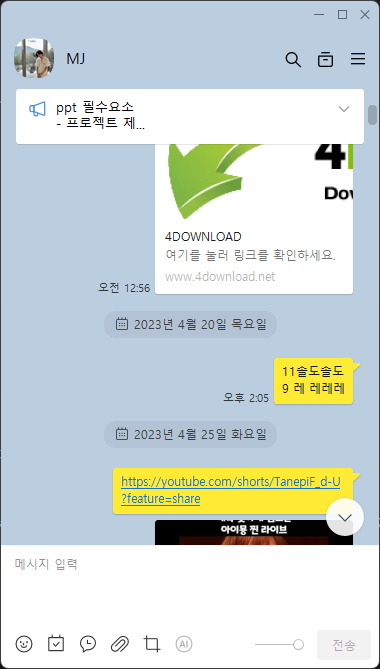 MJ
ppt 필수요소
- 프로젝트 제...
4
Dov
4DOWNLOAD
여기를 눌러 링크를 확인하세요.
www.4download.net
오전 12:56
2023년 4월 20일 목요일
11솔도솔도
9 레 레레레
오후 2:05
2023년 4월 25일 화요일
https://youtube.com/shorts/TanepiF_d-U
?feature=share
아이묭 찐 라이브
메시지 입력
AI
전송